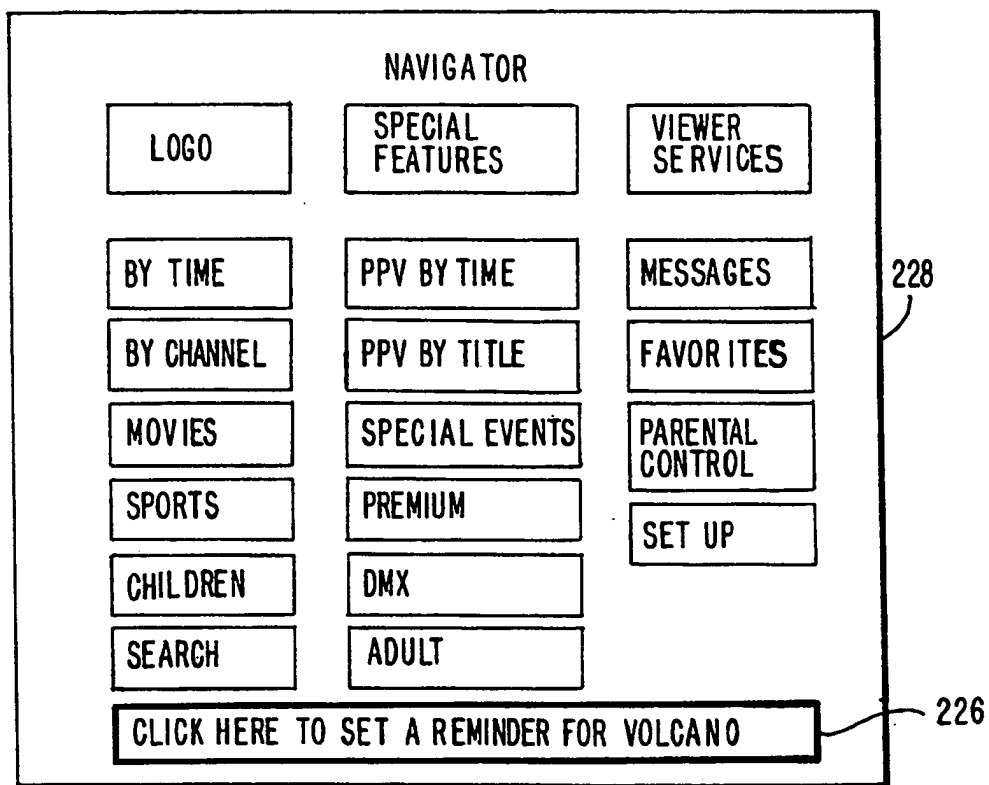 NAVIGATOR
LOGO
SPECIAL
FEATURES
VIEWER
SERVICES
BY TIME
PPV BY TIME
MESSAGES
228
BY CHANNEL
PPV BY TITLE
FAVORITES
MOVIES
SPECIAL EVENTS
PARENTAL
CONTROL
SPORTS
PREMIUM
SET UP
CHILDREN
DMX
SEARCH
ADULT
CLICK HERE TO SET A REMINDER FOR VOLCANO
226